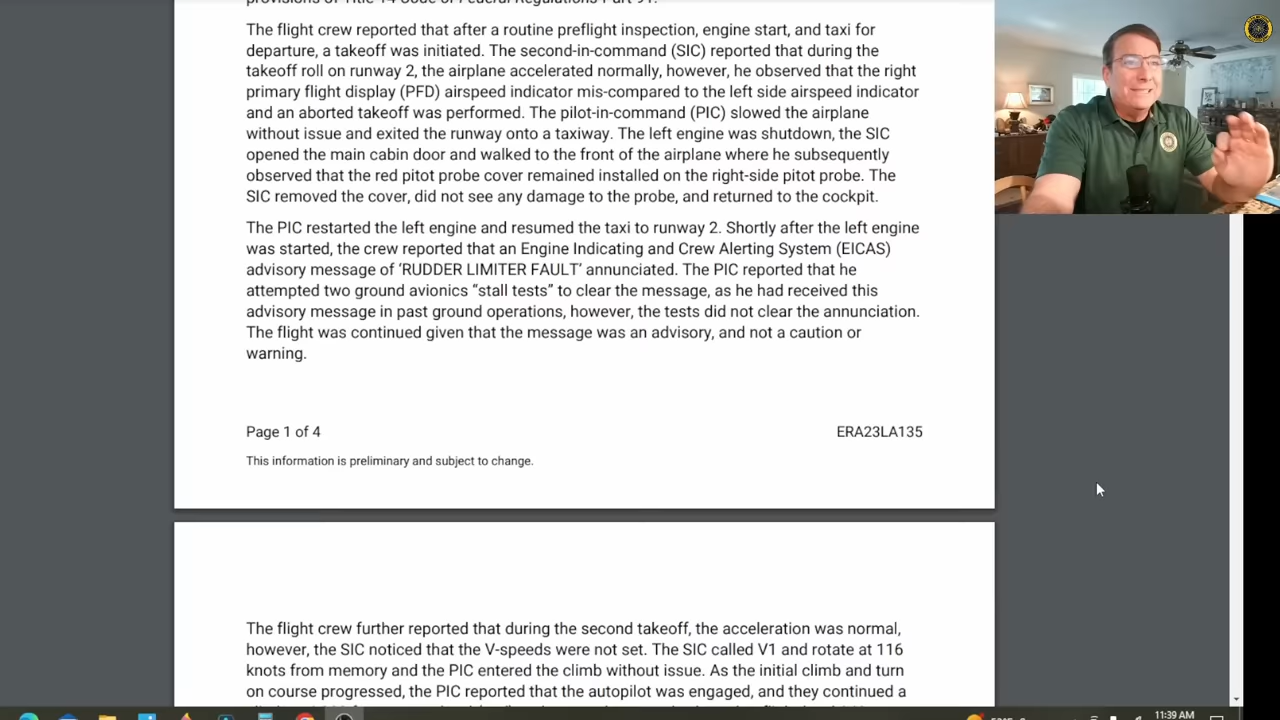 provisions of Title 14 Code of Federal Regulations Part 91.
The flight crew reported that after a routine preflight inspection, engine start, and taxi for
departure, a takeoff was initiated. The second-in-command (SIC) reported that during the
takeoff roll on runway 2, the airplane accelerated normally, however, he observed that the right
primary flight display (PFD) airspeed indicator mis-compared to the left side airspeed indicator
and an aborted takeoff was performed. The pilot-in-command (PIC) slowed the airplane
without issue and exited the runway onto a taxiway. The left engine was shutdown, the SIC
opened the main cabin door and walked to the front of the airplane where he subsequently
observed that the red pitot probe cover remained installed on the right-side pitot probe. The
SIC removed the cover, did not see any damage to the probe, and returned to the cockpit.
The PIC restarted the left engine and resumed the taxi to runway 2. Shortly after the left engine
was started, the crew reported that an Engine Indicating and Crew Alerting System (EICAS)
advisory message of ‘RUDDER LIMITER FAULT’ annunciated. The PIC reported that he
attempted two ground avionics “stall tests” to clear the message, as he had received this
advisory message in past ground operations, however, the tests did not clear the annunciation.
The flight was continued given that the message was an advisory, and not a caution or
warning.
Page 1 of 4 ERA23LA135
This information is preliminary and subject to change.
The flight crew further reported that during the second takeoff, the acceleration was normal,
however, the SIC noticed that the V-speeds were not set. The SIC called V1 and rotate at 116
knots from memory and the PIC entered the climb without issue. As the initial climb and turn
on course progressed, the PIC reported that the autopilot was engaged, and they continued a
11:39 AM